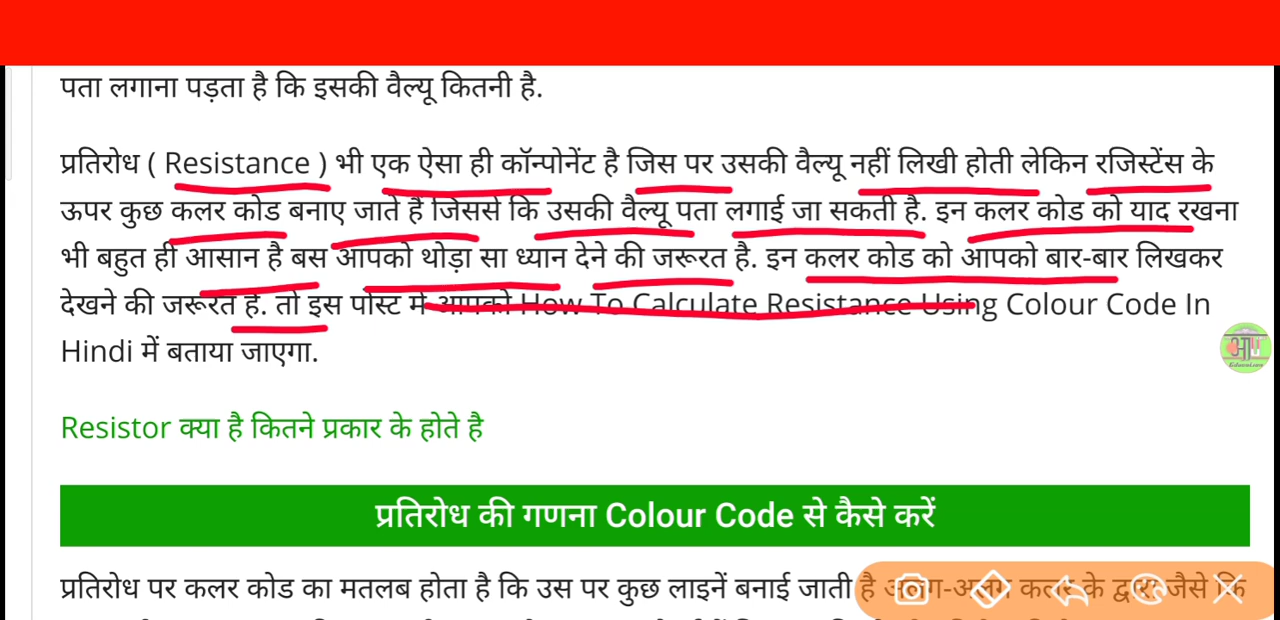 पता लगाना पड़ता है कि इसकी वैल्यू कितनी है.
प्रतिरोध ( Resistance ) भी एक ऐसा ही कॉम्पोनेंट है जिस पर उसकी वैल्यू नहीं लिखी होती लेकिन रजिस्टेंस के
ऊपर कुछ कलर कोड बनाए जाते है जिससे कि उसकी वैल्यू पता लगाई जा सकती है. इन कलर कोड को याद रखना
भी बहुत ही आसान है बस आपको थोड़ा सा ध्यान देने की जरूरत है. इन कलर कोड को आपको बार-बार लिखकर
देखने की जरूरत है. तो इस पोस्ट में आपको How To Calculate Resistance Using Colour Code In
Hindi में बताया जाएगा.
Resistor क्या है कितने प्रकार के होते है
प्रतिरोध की गणना Colour Code से कैसे करें
प्रतिरोध पर कलर कोड का मतलब होता है कि उस पर कुछ लाइनें बनाई जाती है अलग-अलग कलर के द्वारा जैसे कि